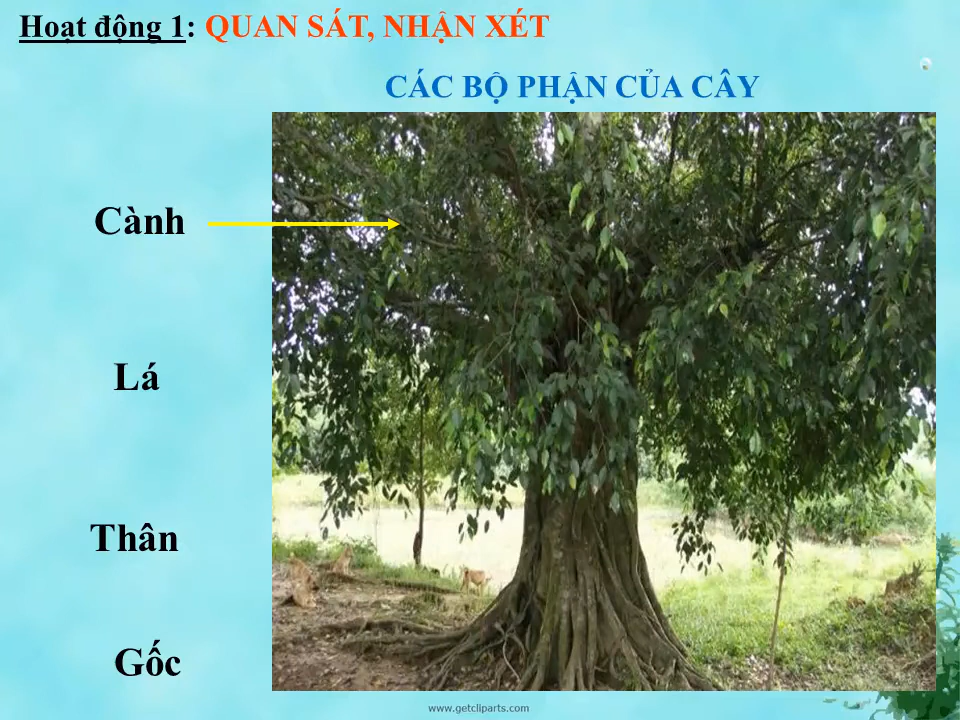 Hoạt động 1: QUAN SÁT, NHẬN XÉT
CÁC BỘ PHẬN CỦA CÂY
Cành
Lá
Thân
Gốc
www.getcliparts.com